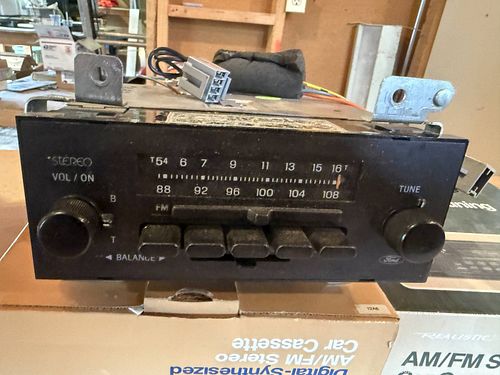 STEREO
VOL / ON
B
T
◄ BALANCE ►
T 54 6 7 9 11 13 15 16 T
88 92 96 100 104 108
FM
TUNE
Ford
Digital-Synthesized
AM/FM Stereo
Car Cassette
REALISTIC
AM/FM S